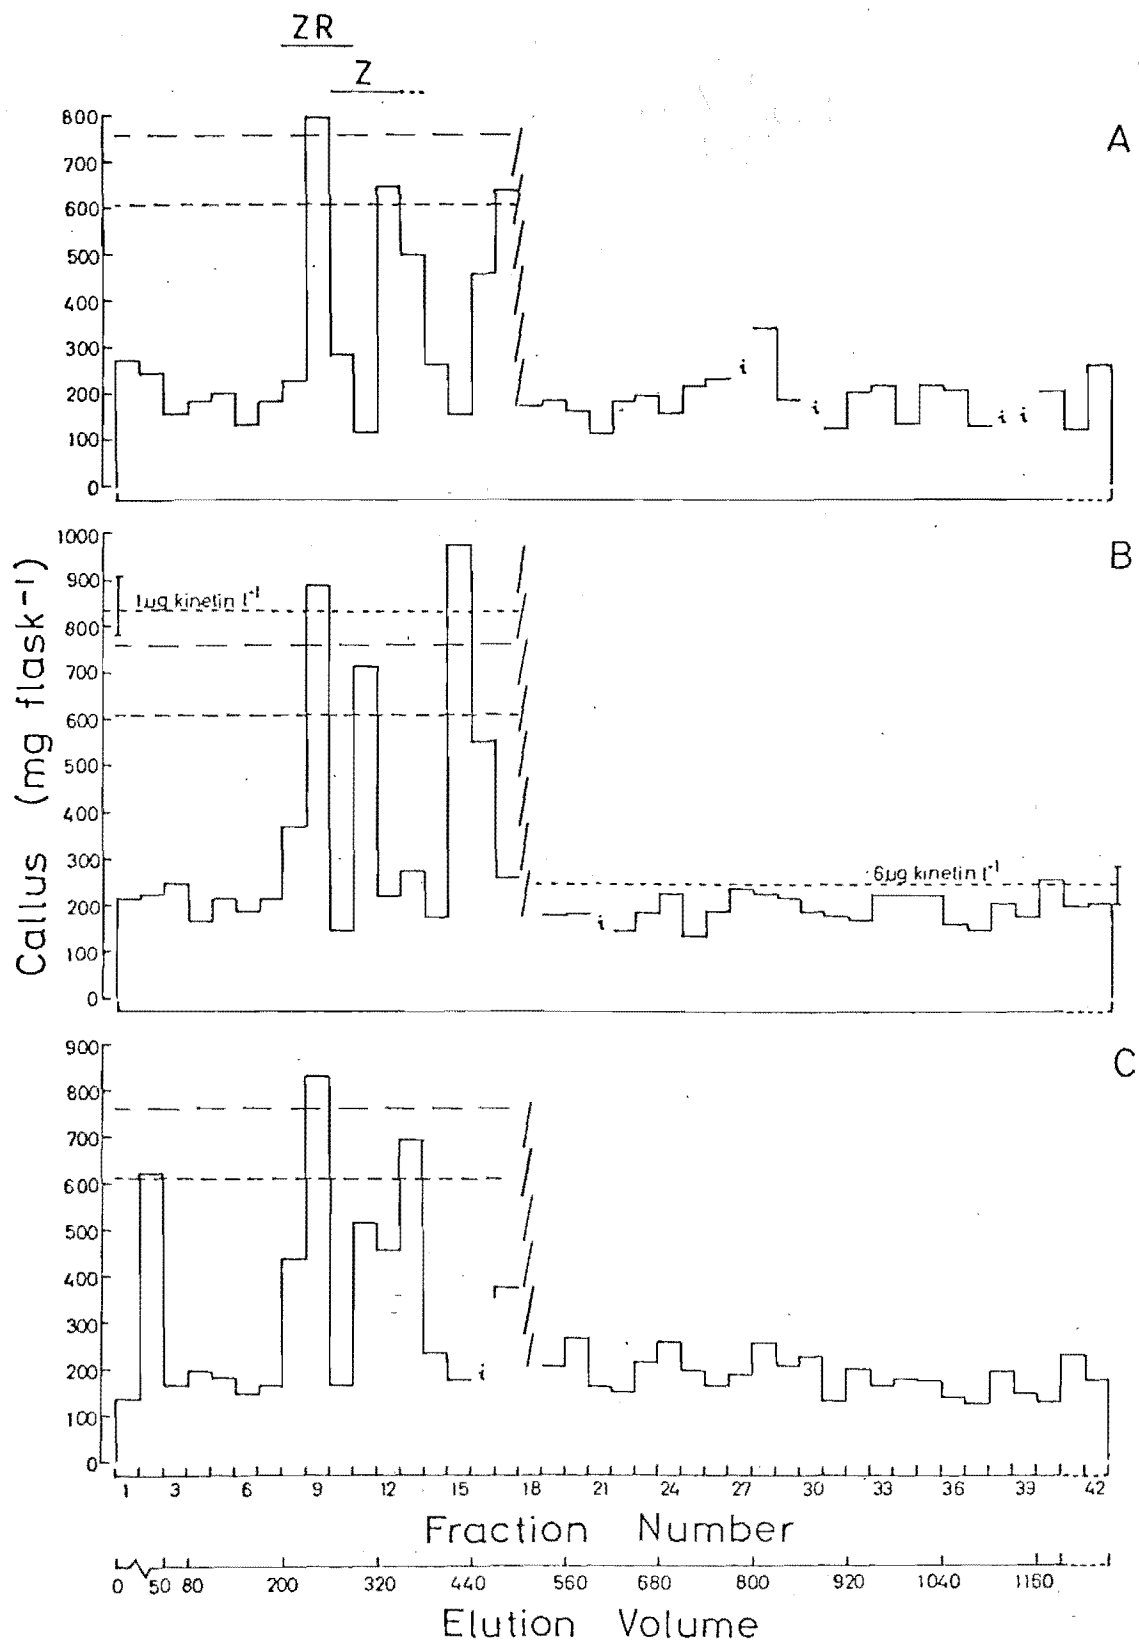 ZR
Z
A
800
700
600
500
400
300
200
100
0
i
i
i i
B
1000
900
800
700
600
500
400
300
200
100
0
1µg kinetin l⁻¹
6µg kinetin l⁻¹
i
Callus (mg flask⁻¹)
C
900
800
700
600
500
400
300
200
100
0
i
1 3 6 9 12 15 18 21 24 27 30 33 36 39 42
Fraction Number
0 50 80 200 320 440 560 680 800 920 1040 1160
Elution Volume